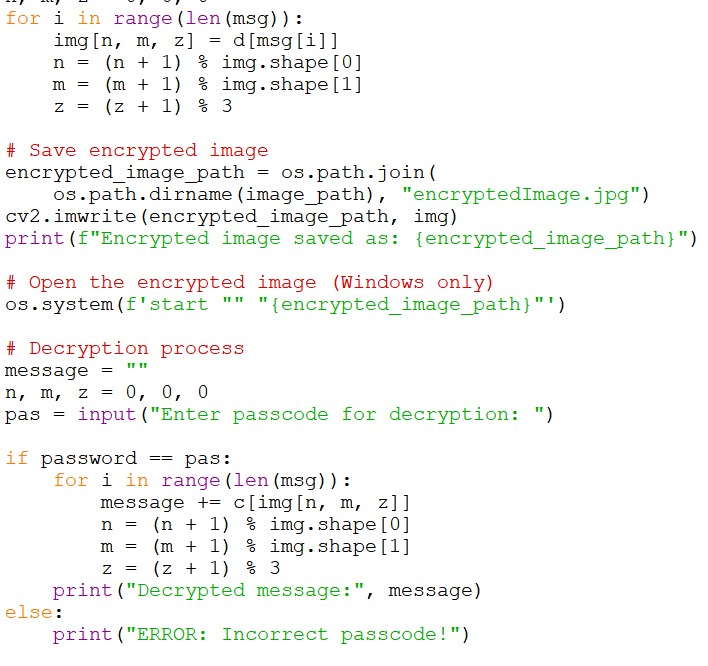 for i in range(len(msg)):
    img[n, m, z] = d[msg[i]]
    n = (n + 1) % img.shape[0]
    m = (m + 1) % img.shape[1]
    z = (z + 1) % 3

# Save encrypted image
encrypted_image_path = os.path.join(
    os.path.dirname(image_path), "encryptedImage.jpg")
cv2.imwrite(encrypted_image_path, img)
print(f"Encrypted image saved as: {encrypted_image_path}")

# Open the encrypted image (Windows only)
os.system(f'start "" "{encrypted_image_path}"')

# Decryption process
message = ""
n, m, z = 0, 0, 0
pas = input("Enter passcode for decryption: ")

if password == pas:
    for i in range(len(msg)):
        message += c[img[n, m, z]]
        n = (n + 1) % img.shape[0]
        m = (m + 1) % img.shape[1]
        z = (z + 1) % 3
    print("Decrypted message:", message)
else:
    print("ERROR: Incorrect passcode!")